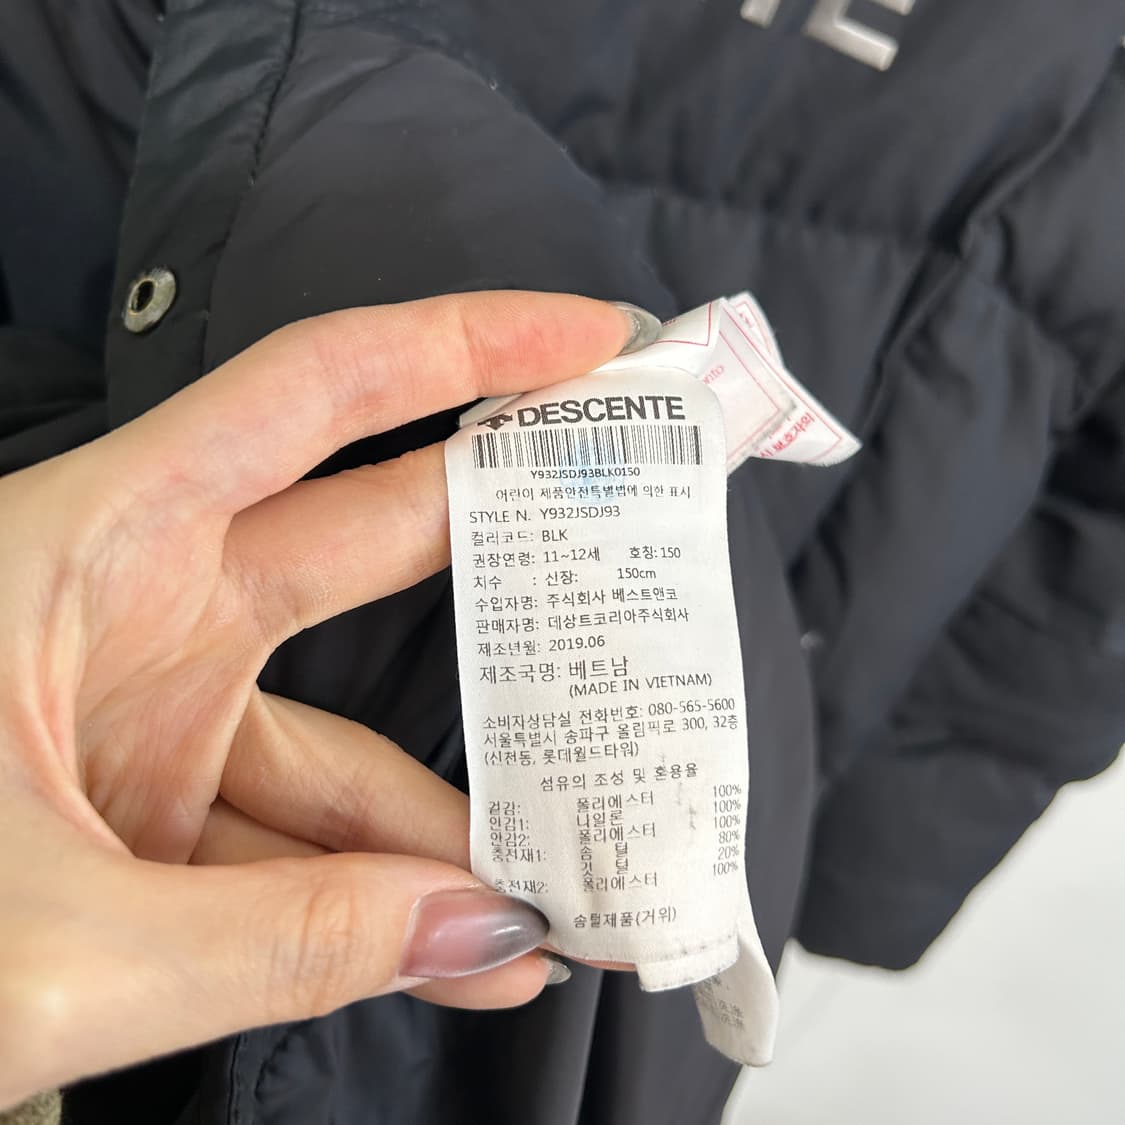 DESCENTE
Y932JSDJ93BLK0150
어린이 제품안전특별법에 의한 표시
STYLE N. Y932JSDJ93
컬러코드: BLK
권장연령: 11~12세 호칭: 150
치수 : 신장: 150cm
수입자명: 주식회사 베스트앤코
판매자명: 데상트코리아주식회사
제조년월: 2019.06
제조국명: 베트남
(MADE IN VIETNAM)
소비자상담실 전화번호: 080-565-5600
서울특별시 송파구 올림픽로 300, 32층
(신천동, 롯데월드타워)
섬유의 조성 및 혼용율
겉감: 폴리에스터 100%
안감1: 나일론 100%
안감2: 폴리에스터 100%
충전재1: 솜 털 80%
깃 털 20%
충전재2: 폴리에스터 100%
솜털제품(거위)
보호자의